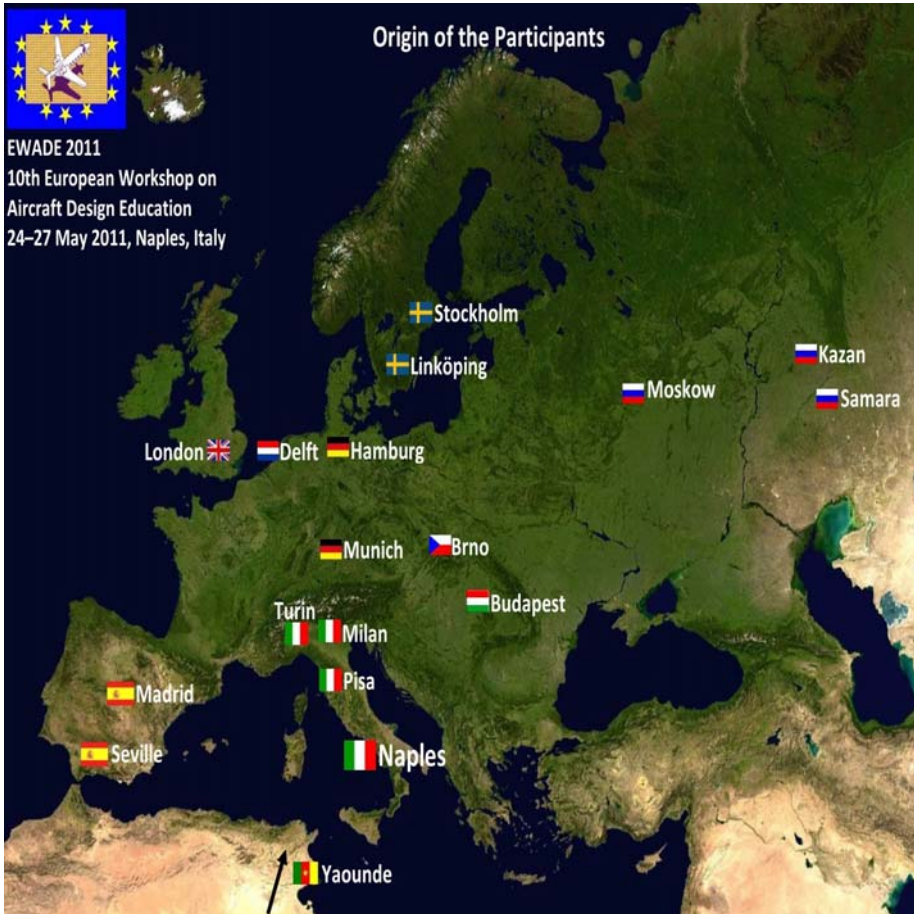 Origin of the Participants
EWADE 2011
10th European Workshop on
Aircraft Design Education
24–27 May 2011, Naples, Italy
Stockholm
Linköping
Kazan
Moskow
Samara
London
Delft
Hamburg
Munich
Brno
Budapest
Turin
Milan
Pisa
Madrid
Seville
Naples
Yaounde